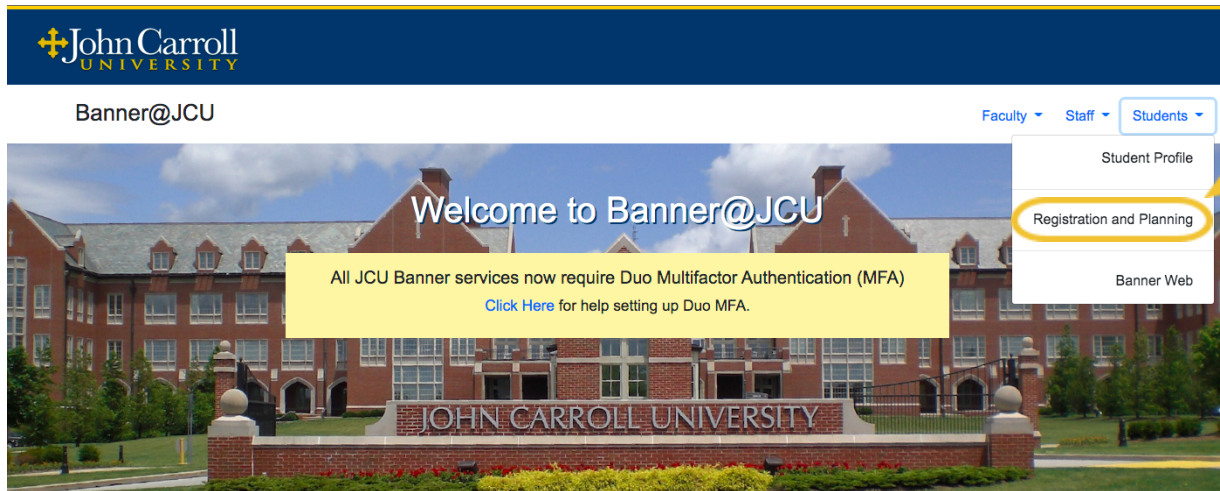 John Carroll
UNIVERSITY
Banner@JCU
Faculty
Staff
Students
Student Profile
Registration and Planning
Banner Web
Welcome to Banner@JCU
All JCU Banner services now require Duo Multifactor Authentication (MFA)
Click Here for help setting up Duo MFA.
JOHN CARROLL UNIVERSITY